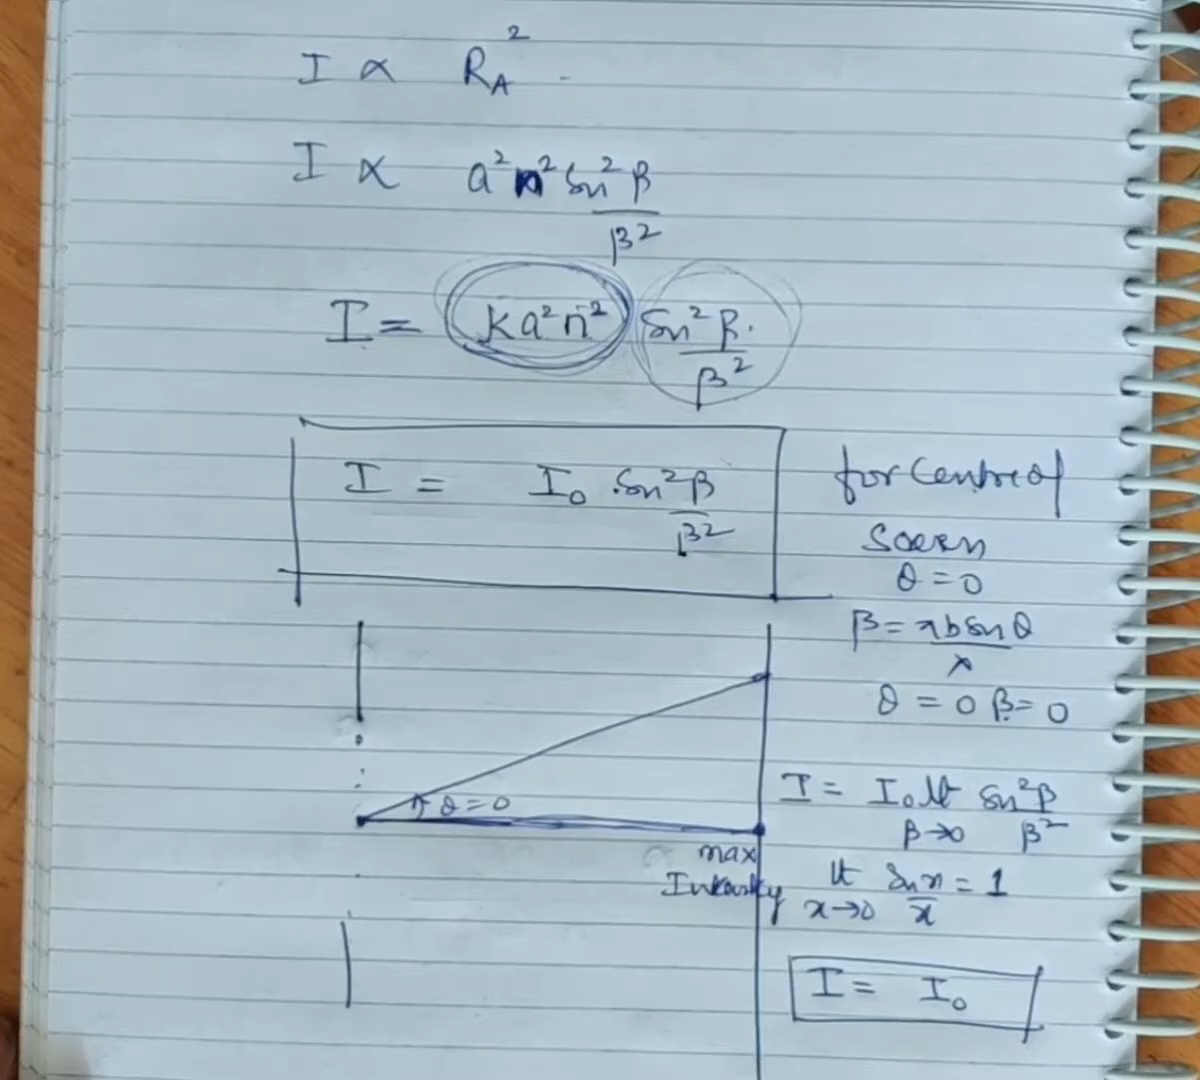 I ∝ R_A²
I ∝ a²n² Sin²β / β²
I = Ka²n² Sin²β / β²
I = I₀ Sin²β / β²
for Centre of
Screen
θ = 0
β = πb Sin θ / λ
θ = 0 β = 0
θ = 0
max
Intensity
I = I₀ lt β→0 Sin²β / β²
lt x→0 Sin x / x = 1
I = I₀